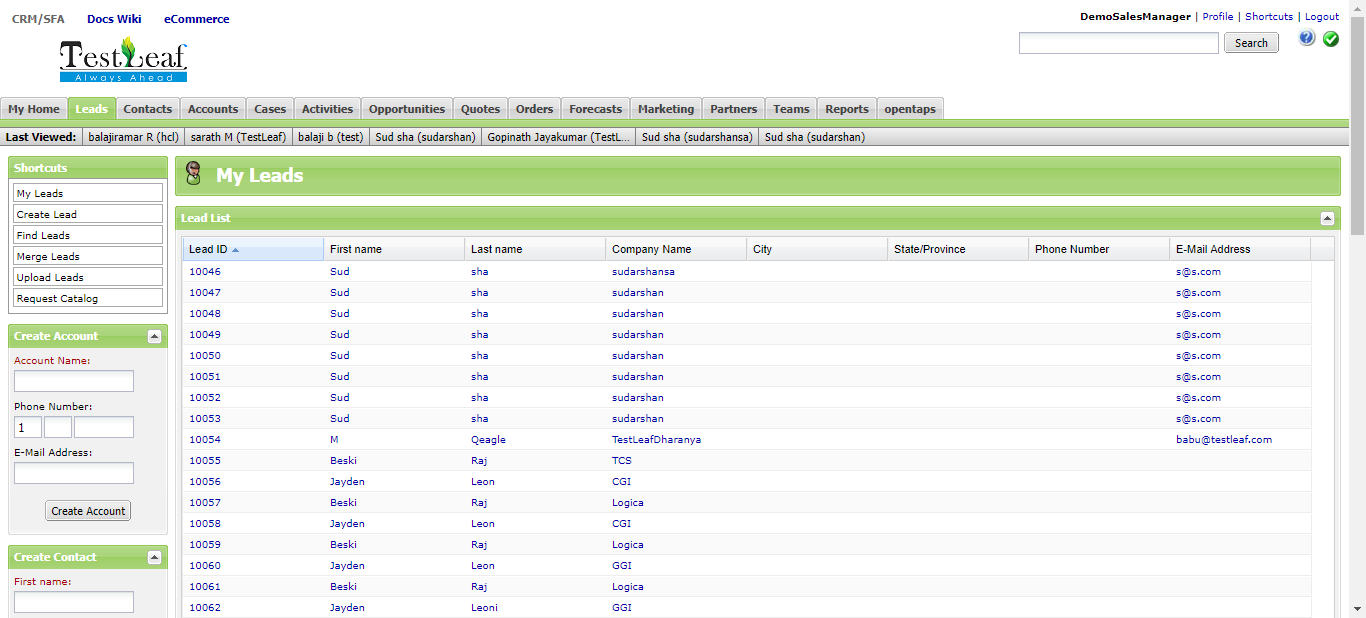 CRM/SFA Docs Wiki eCommerce
DemoSalesManager | Profile | Shortcuts | Logout
TestLeaf
Always Ahead
Search
My Home Leads Contacts Accounts Cases Activities Opportunities Quotes Orders Forecasts Marketing Partners Teams Reports opentaps
Last Viewed: balajiramar R (hcl) sarath M (TestLeaf) balaji b (test) Sud sha (sudarshan) Gopinath Jayakumar (TestL... Sud sha (sudarshansa) Sud sha (sudarshan)
Shortcuts
My Leads
Create Lead
Find Leads
Merge Leads
Upload Leads
Request Catalog
Create Account
Account Name:
Phone Number:
1
E-Mail Address:
Create Account
Create Contact
First name:
My Leads
Lead List
Lead ID First name Last name Company Name City State/Province Phone Number E-Mail Address
10046 Sud sha sudarshansa s@s.com
10047 Sud sha sudarshan s@s.com
10048 Sud sha sudarshan s@s.com
10049 Sud sha sudarshan s@s.com
10050 Sud sha sudarshan s@s.com
10051 Sud sha sudarshan s@s.com
10052 Sud sha sudarshan s@s.com
10053 Sud sha sudarshan s@s.com
10054 M Qeagle TestLeafDharanya babu@testleaf.com
10055 Beski Raj TCS
10056 Jayden Leon CGI
10057 Beski Raj Logica
10058 Jayden Leon CGI
10059 Beski Raj Logica
10060 Jayden Leon GGI
10061 Beski Raj Logica
10062 Jayden Leoni GGI